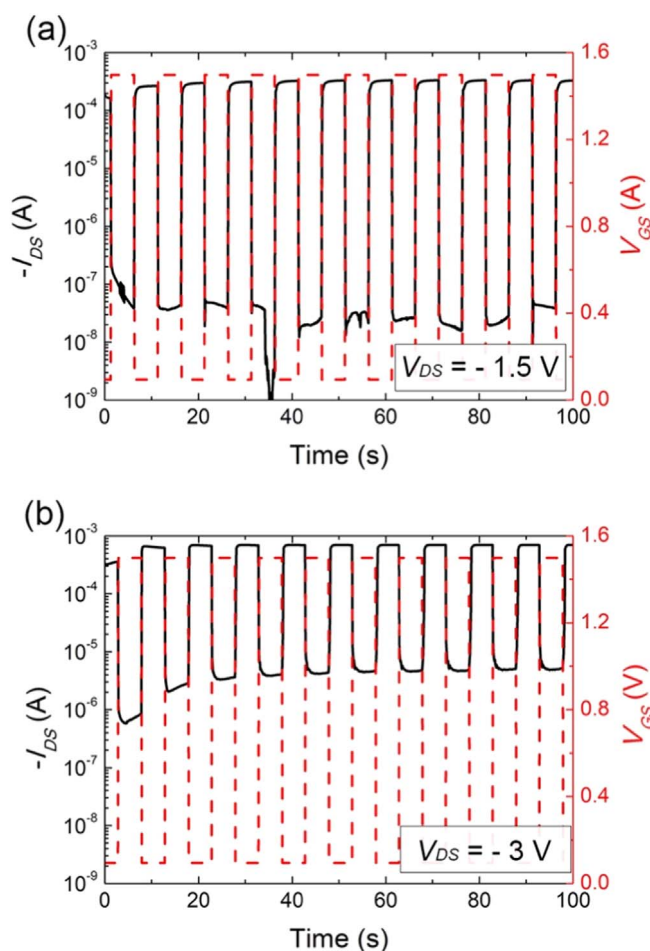 (a)
10⁻³
10⁻⁴
10⁻⁵
10⁻⁶
10⁻⁷
10⁻⁸
10⁻⁹
-I_DS (A)
1.6
1.2
0.8
0.4
0.0
V_GS (A)
V_DS = - 1.5 V
0 20 40 60 80 100
Time (s)
(b)
10⁻³
10⁻⁴
10⁻⁵
10⁻⁶
10⁻⁷
10⁻⁸
10⁻⁹
-I_DS (A)
1.6
1.2
0.8
0.4
0.0
V_GS (V)
V_DS = - 3 V
0 20 40 60 80 100
Time (s)